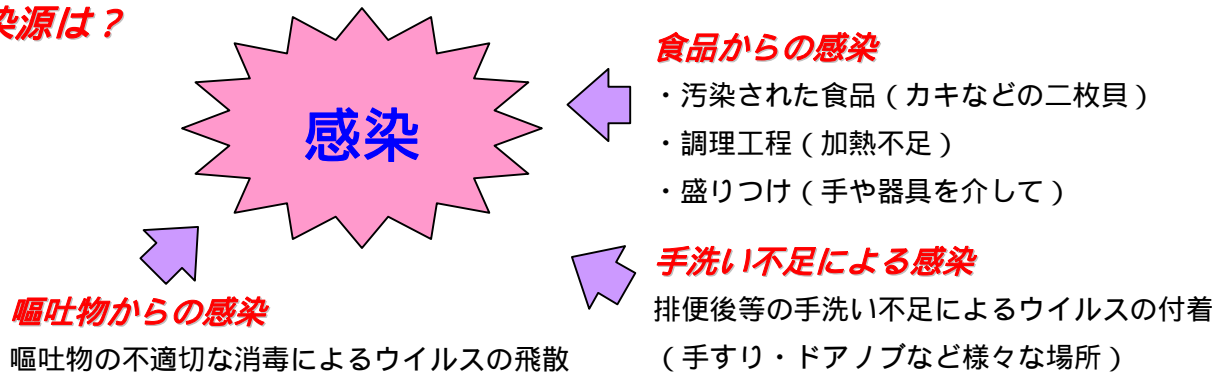 染源は?
感染
食品からの感染
・汚染された食品(カキなどの二枚貝)
・調理工程(加熱不足)
・盛りつけ(手や器具を介して)
手洗い不足による感染
排便後等の手洗い不足によるウイルスの付着
(手すり・ドアノブなど様々な場所)
嘔吐物からの感染
嘔吐物の不適切な消毒によるウイルスの飛散